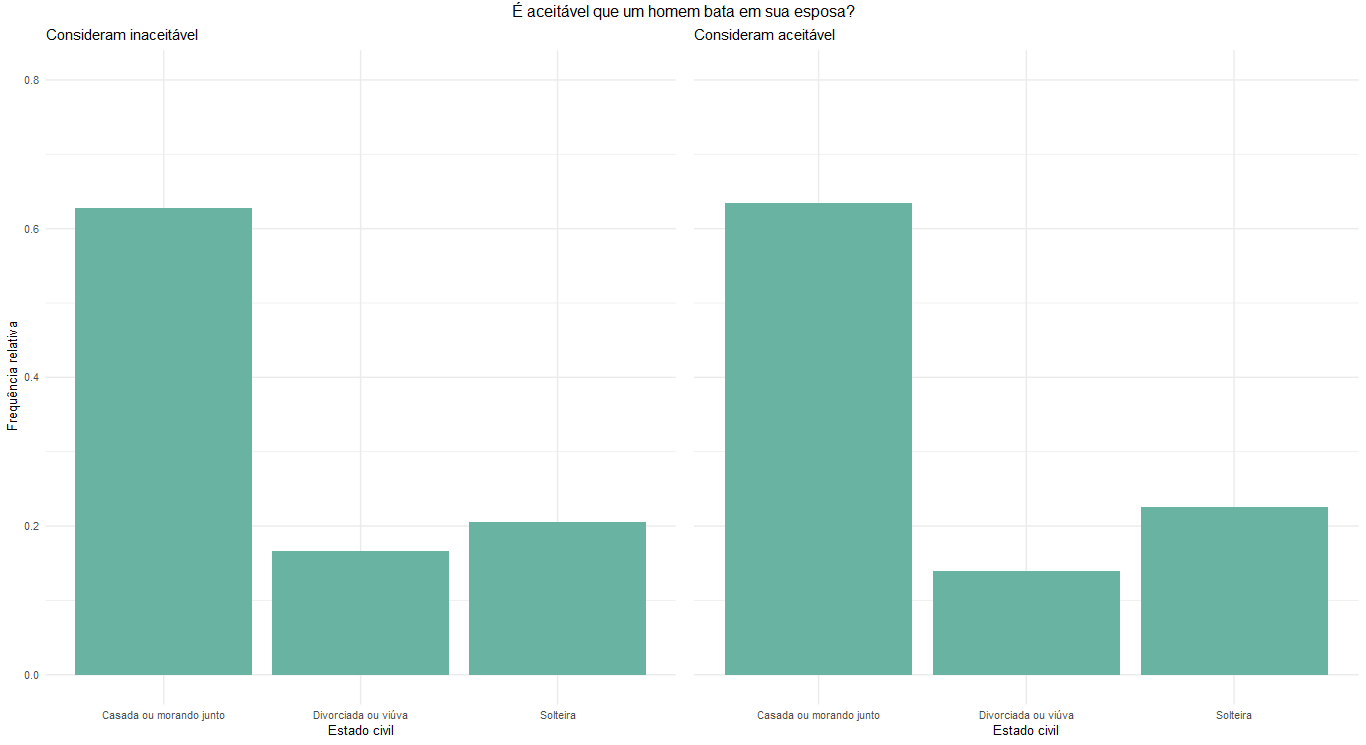 É aceitável que um homem bata em sua esposa?
Consideram inaceitável
Consideram aceitável
Frequência relativa
0.8
0.6
0.4
0.2
0.0
Casada ou morando junto
Divorciada ou viúva
Solteira
Estado civil
Casada ou morando junto
Divorciada ou viúva
Solteira
Estado civil